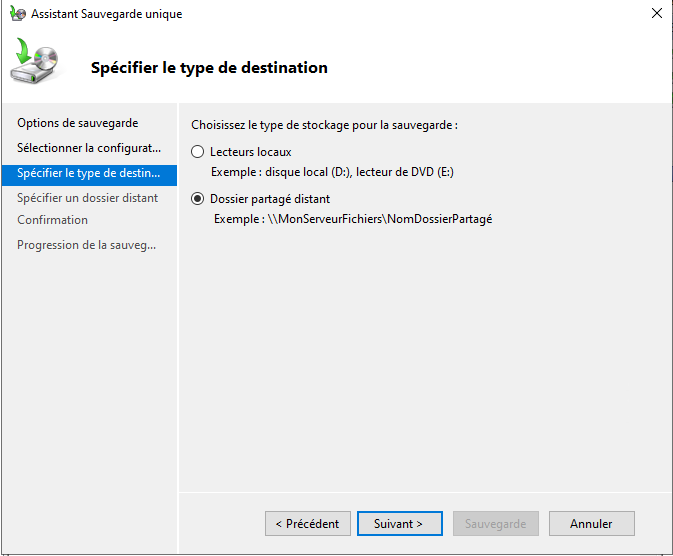 Assistant Sauvegarde unique
Spécifier le type de destination
Options de sauvegarde
Sélectionner la configurat...
Spécifier le type de destin...
Spécifier un dossier distant
Confirmation
Progression de la sauveg...
Choisissez le type de stockage pour la sauvegarde :
Lecteurs locaux
Exemple : disque local (D:), lecteur de DVD (E:)
Dossier partagé distant
Exemple : \\MonServeurFichiers\NomDossierPartagé
< Précédent
Suivant >
Sauvegarde
Annuler